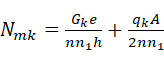 N_{mk} = \frac{G_k e}{n n_1 h} + \frac{q_k A}{2 n n_1}